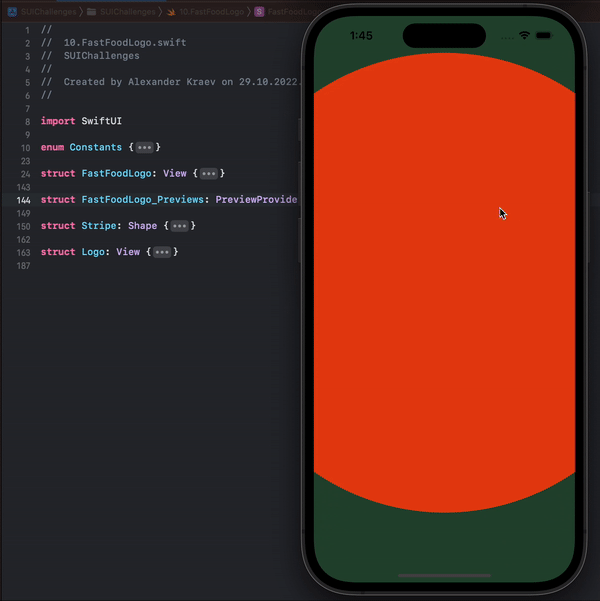 SUIChallenges 〉 SUIChallenges 〉 10.FastFoodLogo 〉 S FastFoodLogo
1 //
2 //  10.FastFoodLogo.swift
3 //  SUIChallenges
4 //
5 //  Created by Alexander Kraev on 29.10.2022.
6 //
7
8 import SwiftUI
9
10 enum Constants {•••}
23
24 struct FastFoodLogo: View {•••}
143
144 struct FastFoodLogo_Previews: PreviewProvide
149
150 struct Stripe: Shape {•••}
162
163 struct Logo: View {•••}
187
1:45